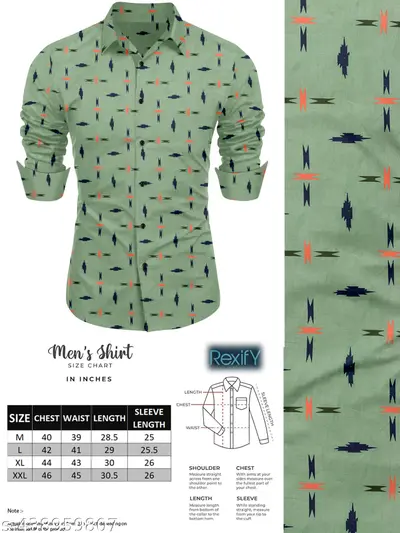 Men's Shirt
SIZE CHART
IN INCHES
RexifY
SIZE CHEST WAIST LENGTH SLEEVE LENGTH
M 40 39 28.5 25
L 42 41 29 25.5
XL 44 43 30 26
XXL 46 45 30.5 26
LENGTH
CHEST
WAIST
SLEEVE LENGTH
SHOULDER
Measure straight
across from one
shoulder point to
the other.
CHEST
With arms at your
sides measure over
the fullest part of
your chest.
LENGTH
Measure from bottom
of the collar to the
bottom hem.
SLEEVE
While standing
straight, measure
from your rip to
the cuff.
Note :-